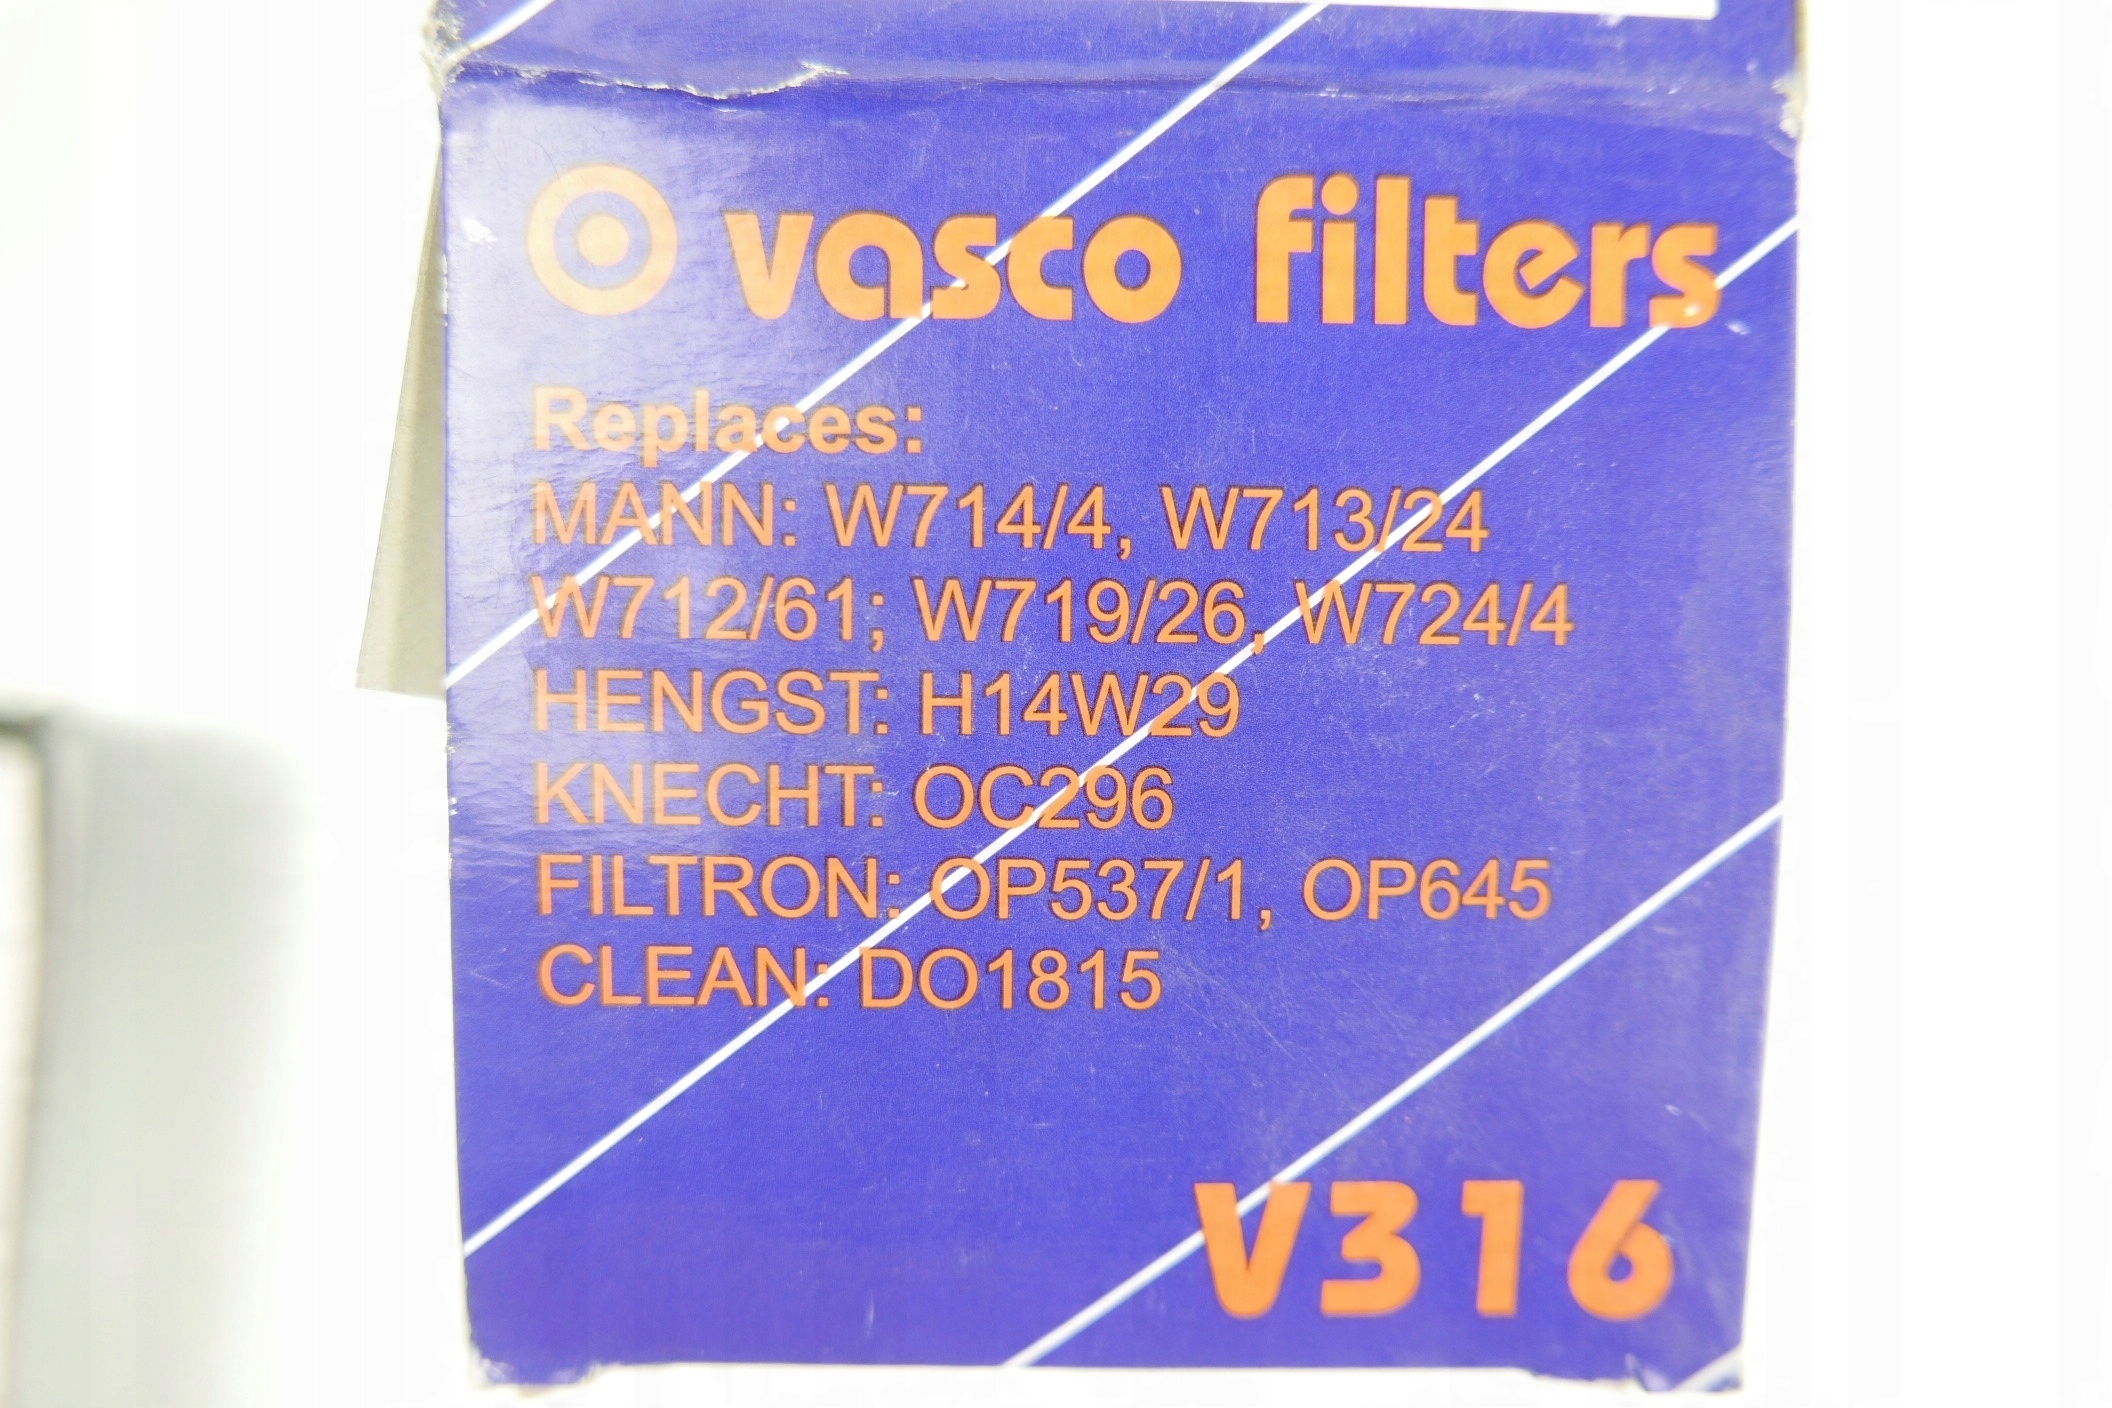 vasco filters
Replaces:
MANN: W714/4, W713/24
W712/61; W719/26, W724/4
HENGST: H14W29
KNECHT: OC296
FILTRON: OP537/1, OP645
CLEAN: DO1815
V316